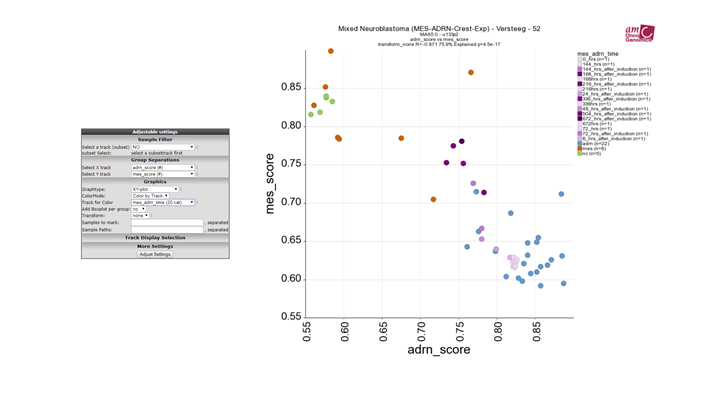 Mixed Neuroblastoma (MES-ADRN-Crest-Exp) - Versteeg - 52
MAS5.0 - u133p2
adrn_score vs mes_score
transform_none R=-0.871 75.9% Explained p=4.5e-17
amc
Onco
Genomics
Adjustable settings
Sample Filter
Select a track (subset) NO
subset Select: select a subsettrack first
Group Separations
Select X track adrn_score (#)
Select Y track mes_score (#)
Graphics
Graphtype: XY-plot
ColorMode: Color by Track
Track for Color mes_adrn_time (20 cat)
Add Boxplot per group: no
Transform: none
Samples to mark: , separated
Sample Paths: , separated
Track Display Selection
More Settings
Adjust Settings
mes_score
0.85
0.80
0.75
0.70
0.65
0.60
0.55
0.55
0.60
0.65
0.70
0.75
0.80
0.85
adrn_score
mes_adrn_time
0_hrs (n=1)
144_hrs (n=1)
144_hrs_after_induction (n=1)
168_hrs_after_induction (n=1)
168hrs (n=1)
216_hrs_after_induction (n=1)
216hrs (n=1)
24_hrs_after_induction (n=1)
336_hrs_after_induction (n=1)
336hrs (n=1)
48_hrs_after_induction (n=1)
504_hrs_after_induction (n=1)
672_hrs_after_induction (n=1)
672hrs (n=1)
72_hrs (n=1)
72_hrs_after_induction (n=1)
adrn (n=22)
mes (n=8)
nc (n=5)